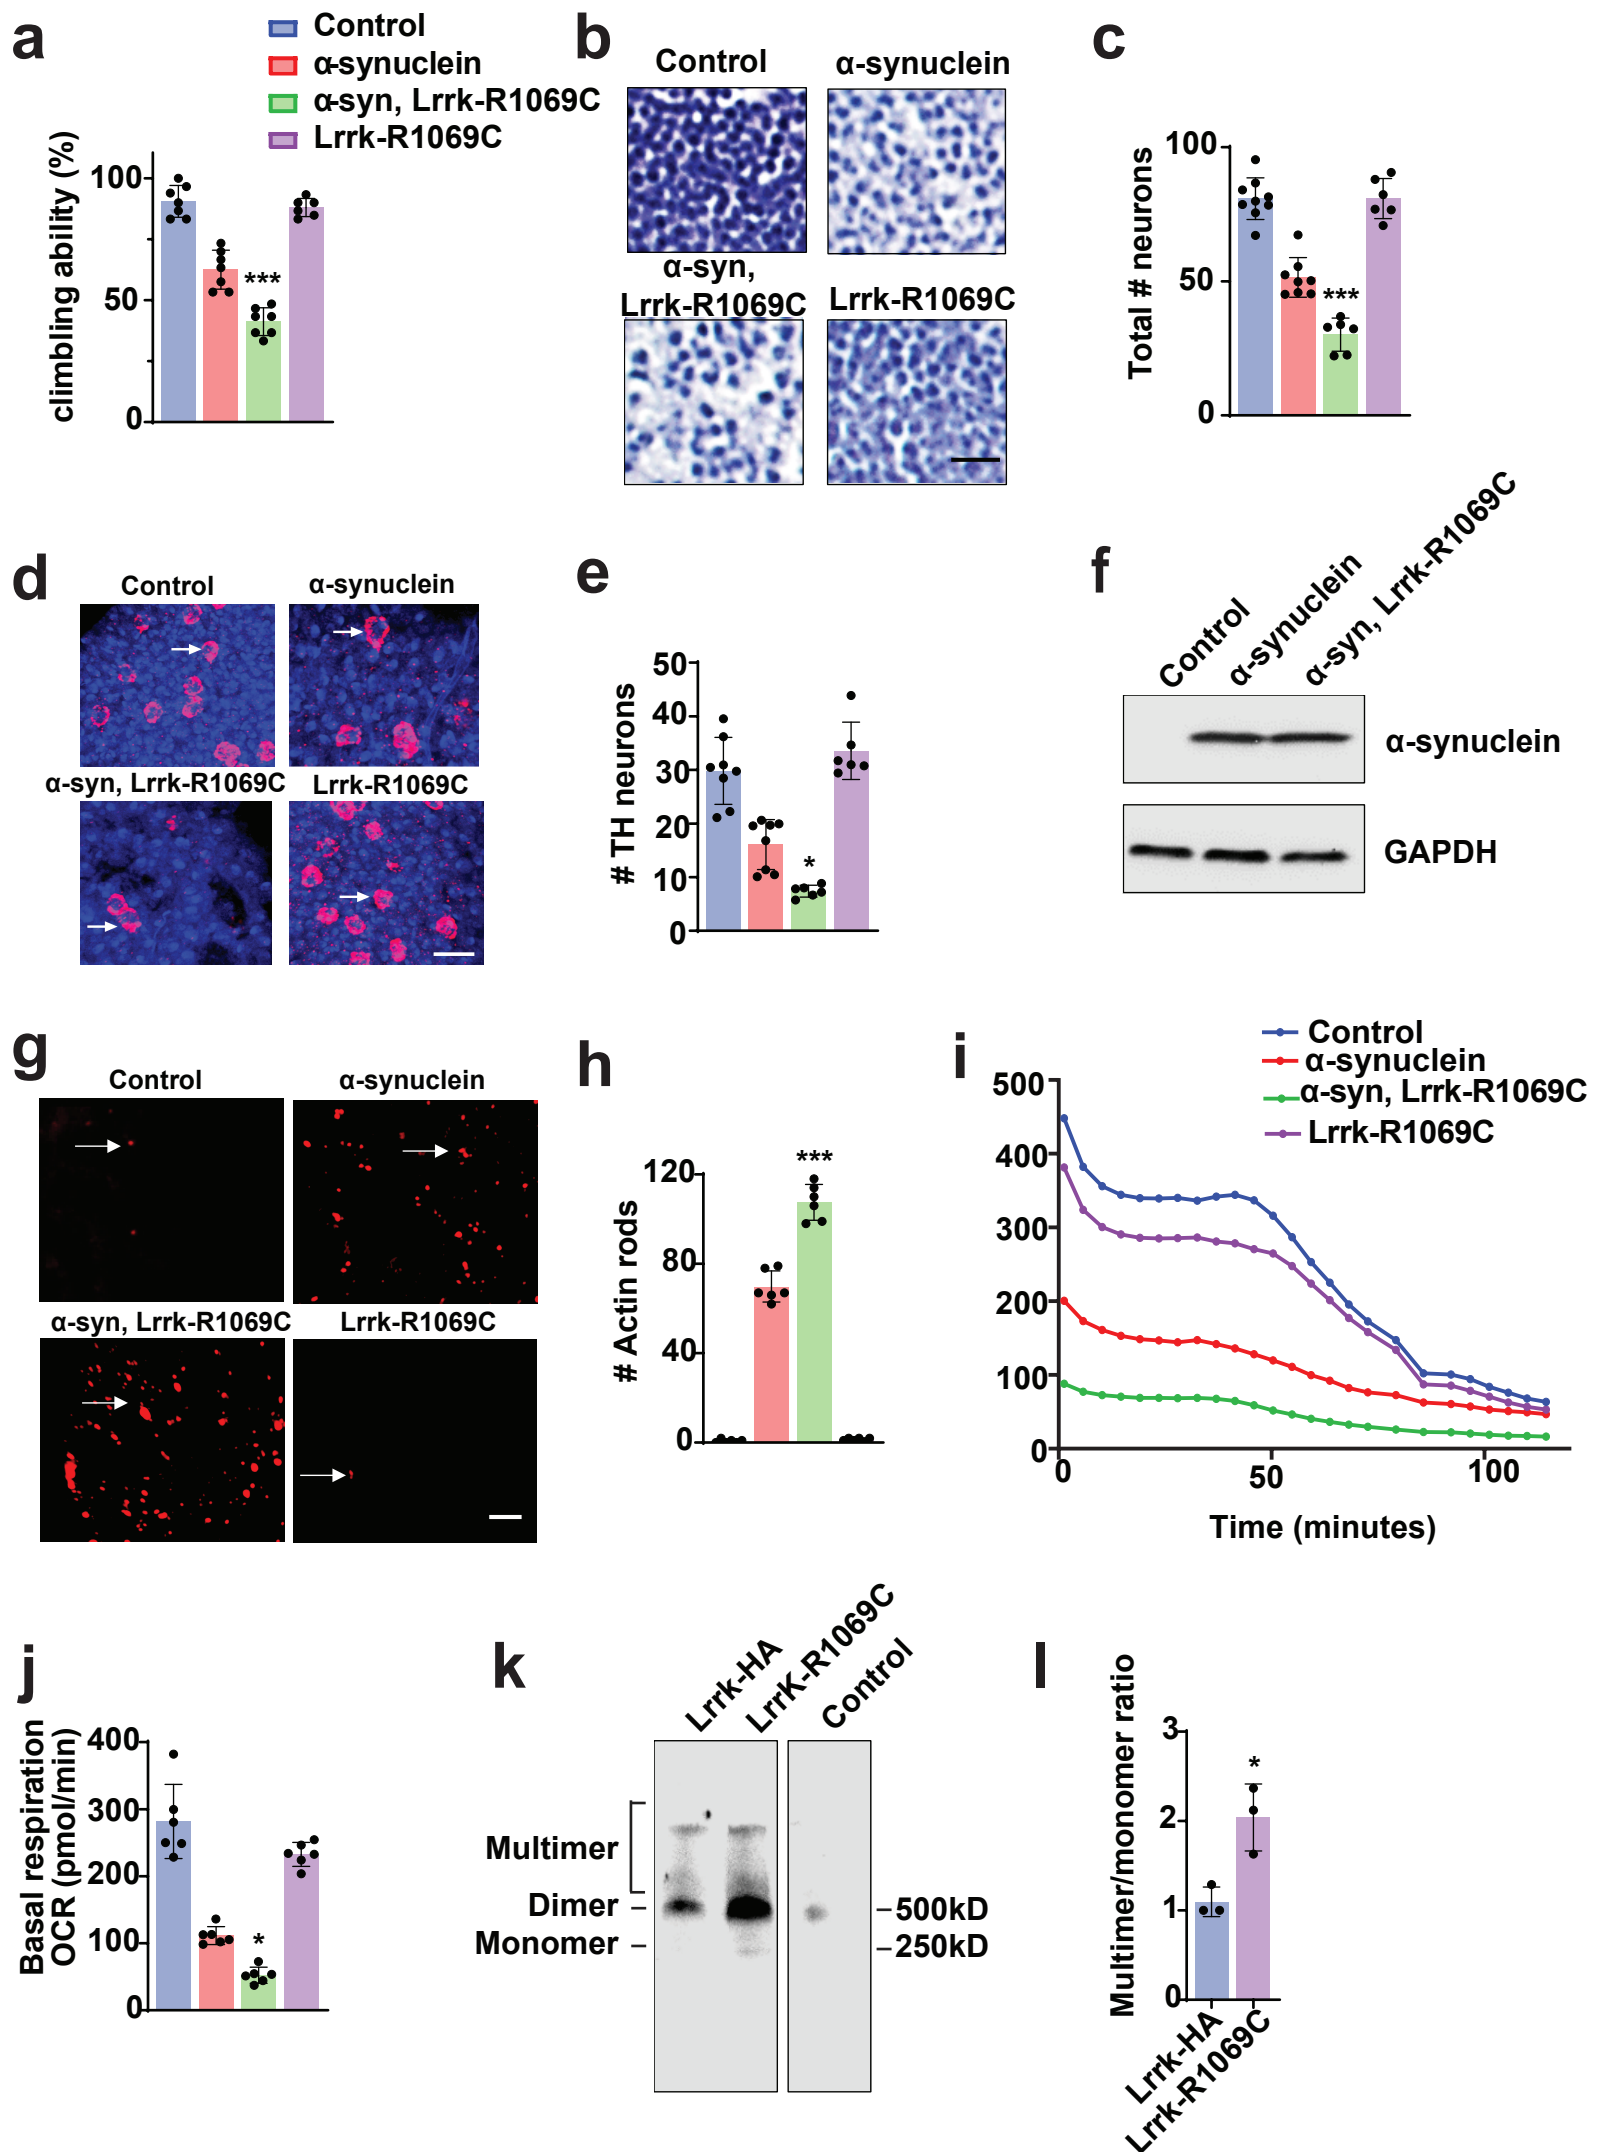 a
Control
α-synuclein
α-syn, Lrrk-R1069C
Lrrk-R1069C
climbling ability (%)
100
50
0
***
b
Control
α-synuclein
α-syn,
Lrrk-R1069C
Lrrk-R1069C
c
Total # neurons
100
50
0
***
d
Control
α-synuclein
α-syn, Lrrk-R1069C
Lrrk-R1069C
e
# TH neurons
50
40
30
20
10
0
*
f
Control
α-synuclein
α-syn, Lrrk-R1069C
α-synuclein
GAPDH
g
Control
α-synuclein
α-syn, Lrrk-R1069C
Lrrk-R1069C
h
# Actin rods
120
80
40
0
***
i
Control
α-synuclein
α-syn, Lrrk-R1069C
Lrrk-R1069C
500
400
300
200
100
0
0
50
100
Time (minutes)
j
Basal respiration
OCR (pmol/min)
400
300
200
100
0
*
k
Lrrk-HA
LrrK-R1069C
Control
Multimer
Dimer
Monomer
500kD
250kD
l
Multimer/monomer ratio
3
2
1
0
*
Lrrk-HA
Lrrk-R1069C